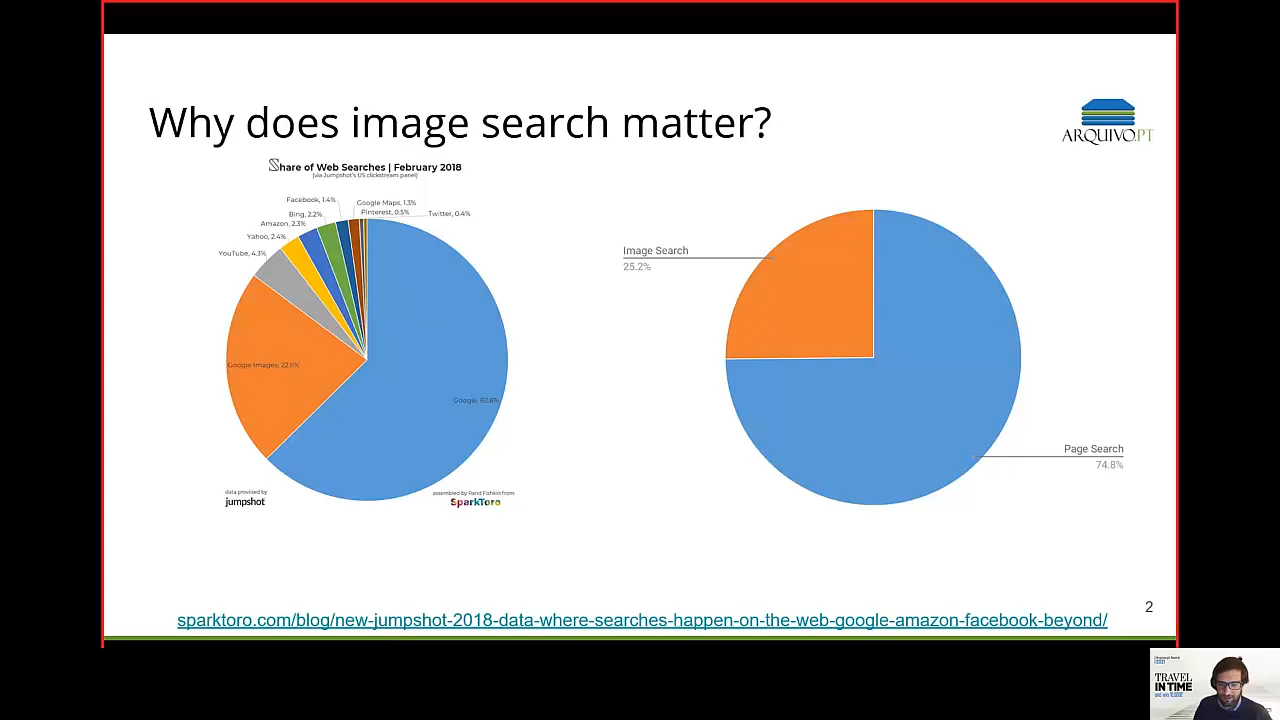 Why does image search matter?
ARQUIVO.PT
Share of Web Searches | February 2018
(via Jumpshot's US clickstream panel)
Facebook, 1.4%
Google Maps, 1.3%
Bing, 2.2%
Pinterest, 0.5%
Twitter, 0.4%
Amazon, 2.3%
Yahoo, 2.4%
YouTube, 4.3%
Google Images, 22.6%
Google, 62.6%
data provided by
jumpshot
assembled by Rand Fishkin from
SparkToro
Image Search
25.2%
Page Search
74.8%
2
sparktoro.com/blog/new-jumpshot-2018-data-where-searches-happen-on-the-web-google-amazon-facebook-beyond/
2021
TRAVEL
IN TIME